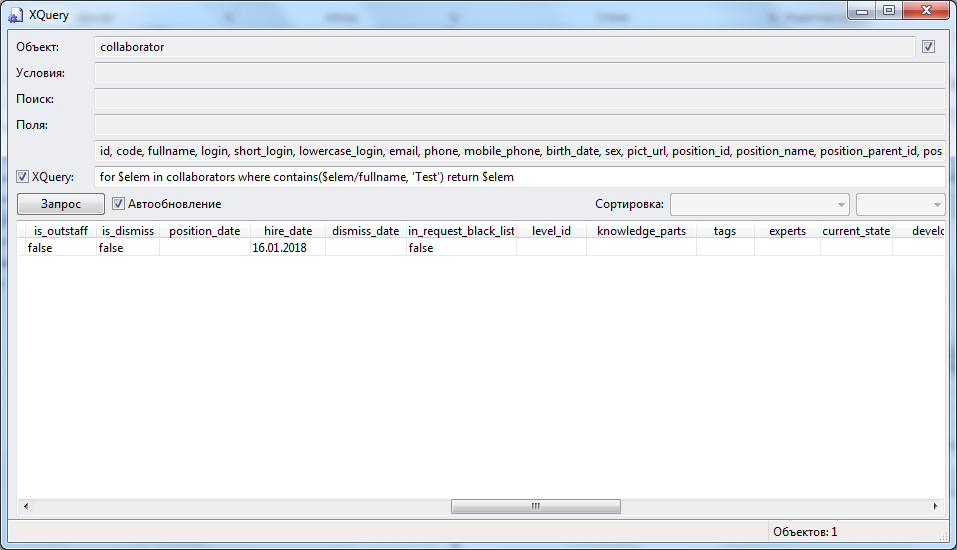 XQuery
Объект: collaborator
Условия:
Поиск:
Поля:
id, code, fullname, login, short_login, lowercase_login, email, phone, mobile_phone, birth_date, sex, pict_url, position_id, position_name, position_parent_id, pos
XQuery: for $elem in collaborators where contains($elem/fullname, 'Test') return $elem
Запрос Автообновление Сортировка:
is_outstaff is_dismiss position_date hire_date dismiss_date in_request_black_list level_id knowledge_parts tags experts current_state develo
false false 16.01.2018 false
Объектов: 1